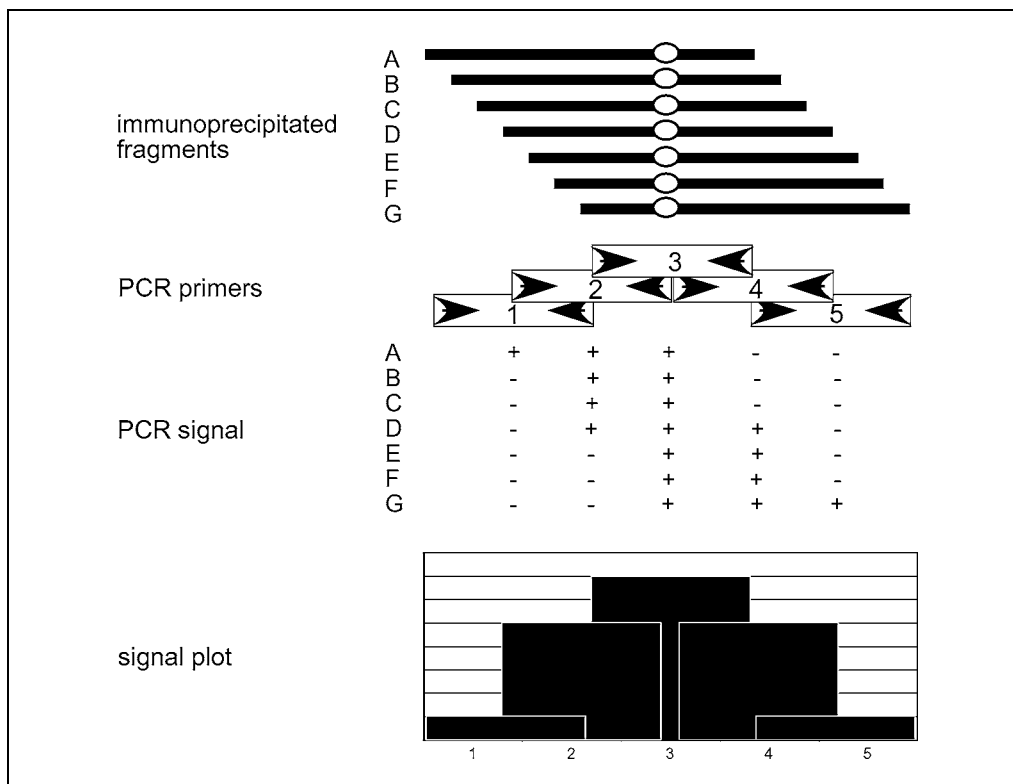 A
B
C
D
E
F
G
immunoprecipitated
fragments
PCR primers
3
2 4
1 5
PCR signal
A + + + - -
B - + + - -
C - + + - -
D - + + + -
E - - + + -
F - - + + -
G - - + + +
signal plot
1 2 3 4 5